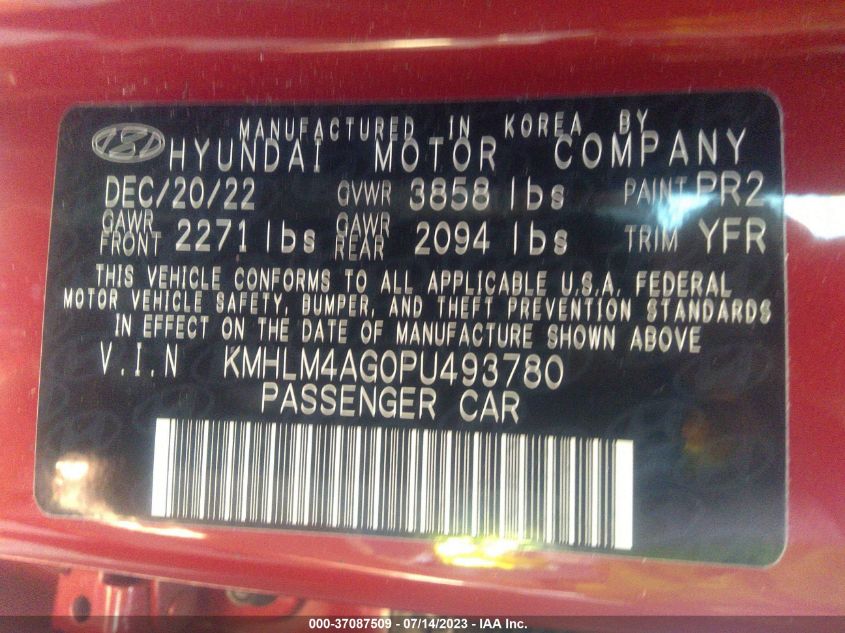 MANUFACTURED IN KOREA BY
HYUNDAI MOTOR COMPANY
DEC/20/22 GVWR 3858 lbs PAINT PR2
GAWR FRONT 2271 lbs GAWR REAR 2094 lbs TRIM YFR
THIS VEHICLE CONFORMS TO ALL APPLICABLE U.S.A. FEDERAL
MOTOR VEHICLE SAFETY, BUMPER, AND THEFT PREVENTION STANDARDS
IN EFFECT ON THE DATE OF MANUFACTURE SHOWN ABOVE
V.I.N KMHLM4AG0PU493780
PASSENGER CAR
000-37087509 - 07/14/2023 - IAA Inc.